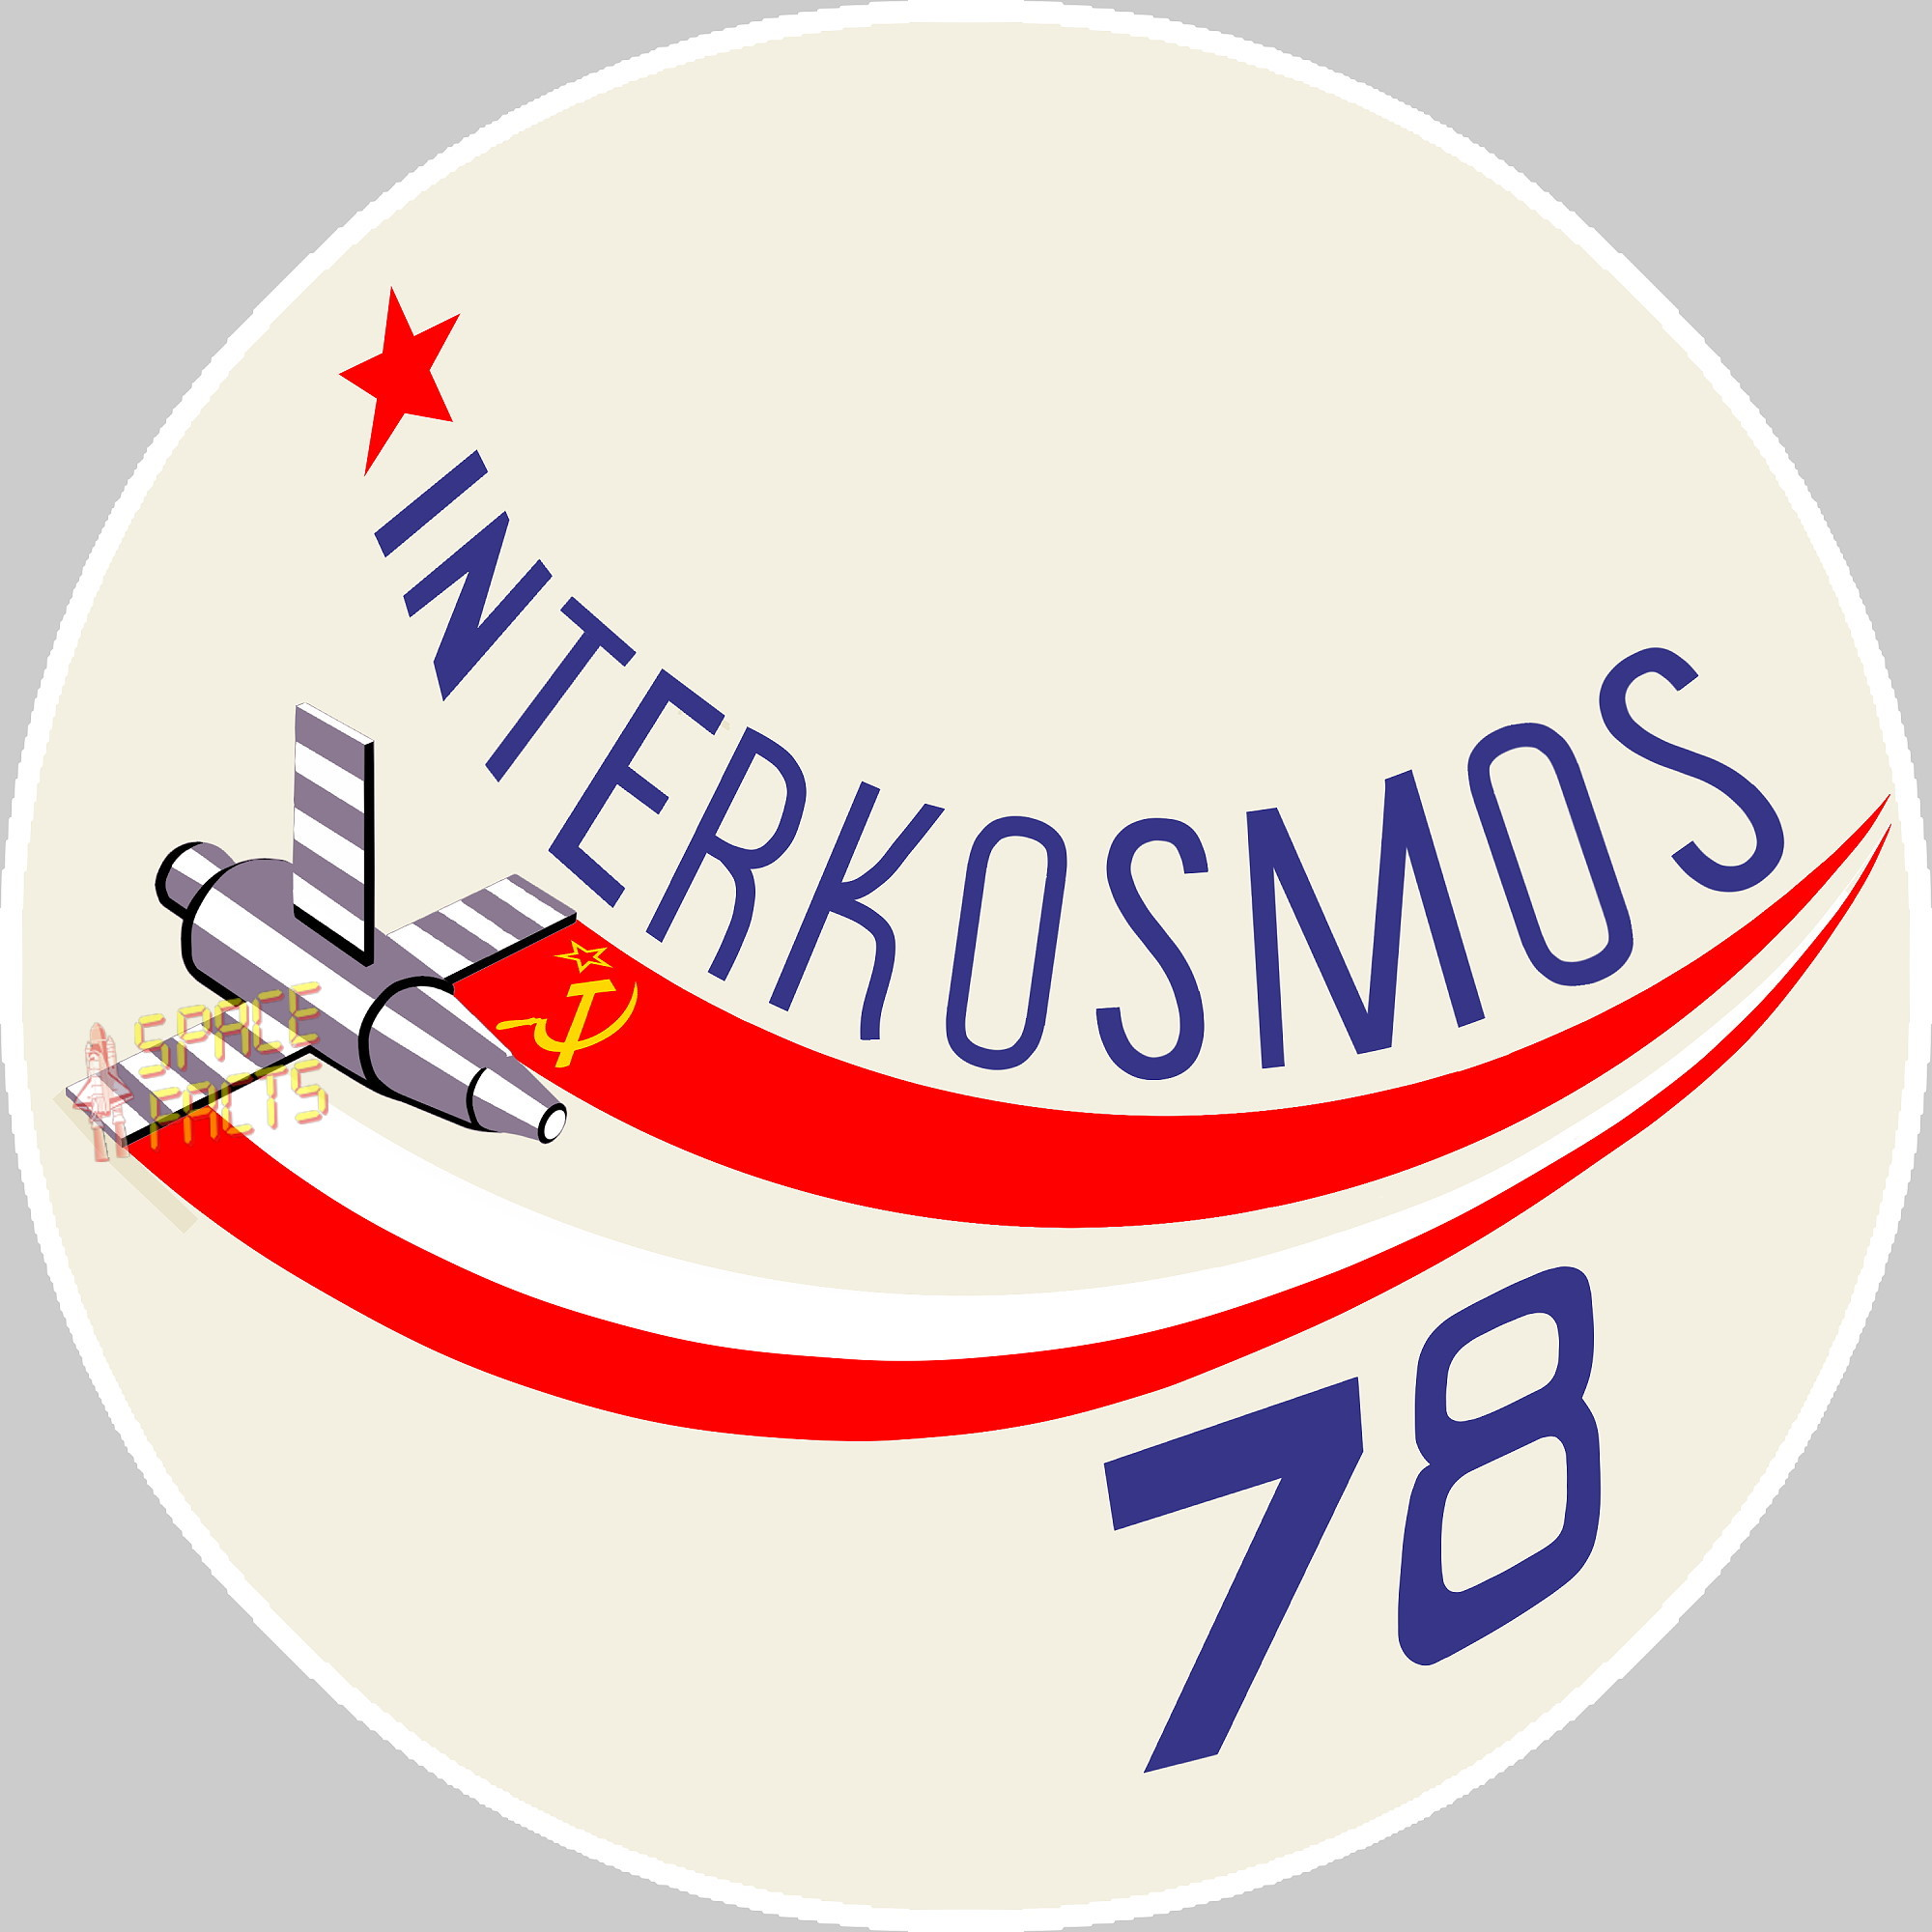 INTERKOSMOS
78
SPACE
FACTS